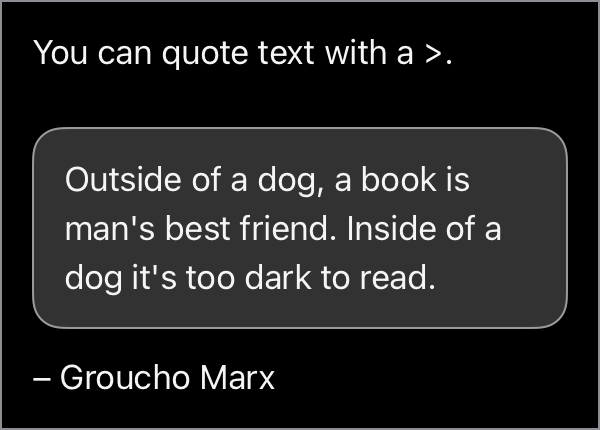 You can quote text with a >.
Outside of a dog, a book is
man's best friend. Inside of a
dog it's too dark to read.
– Groucho Marx